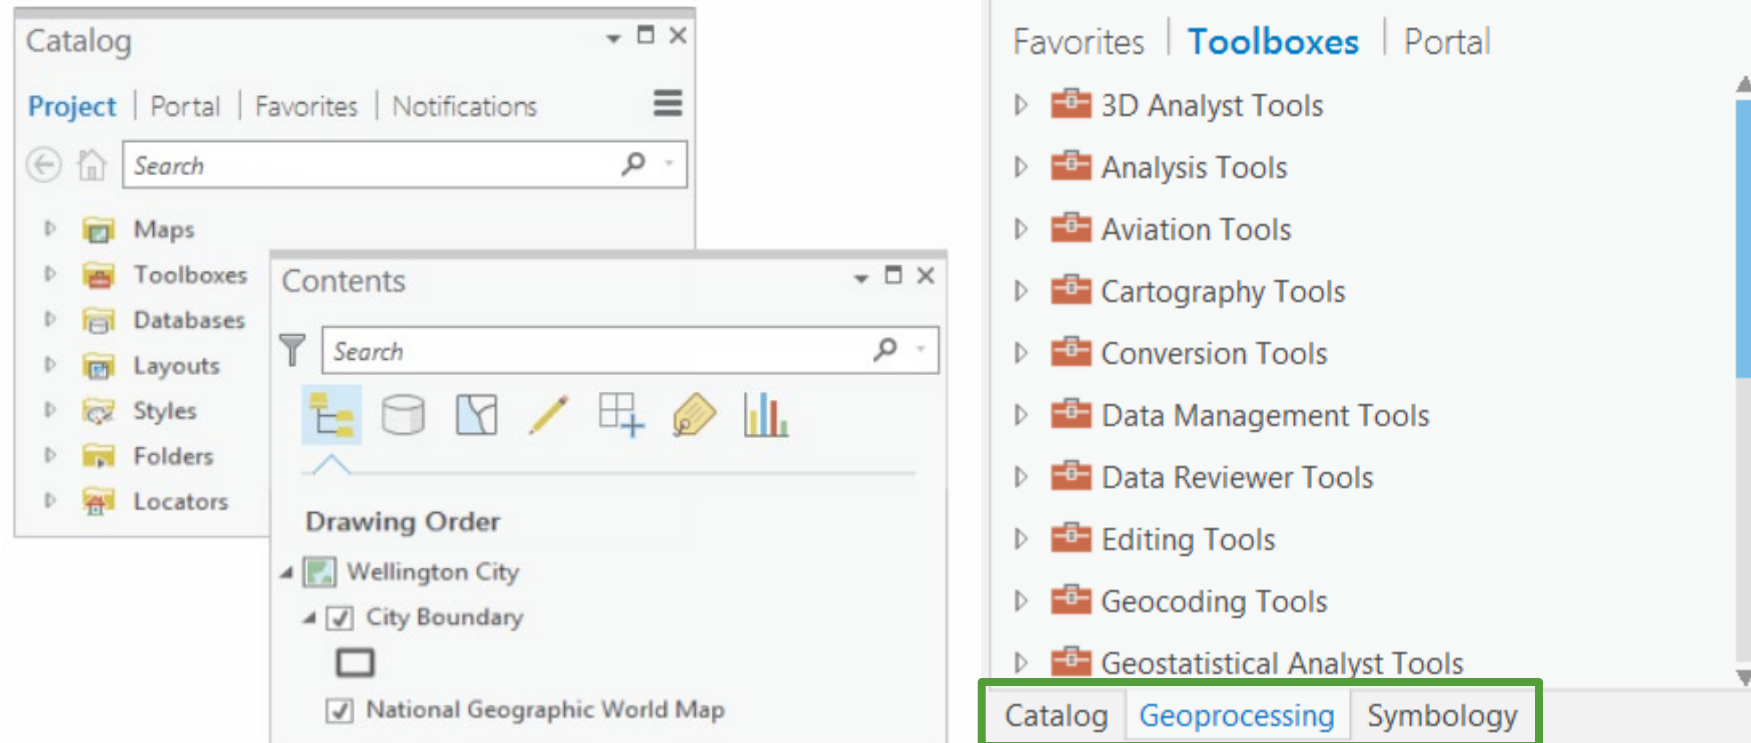 Catalog
Project | Portal | Favorites | Notifications
Search
Maps
Toolboxes
Databases
Layouts
Styles
Folders
Locators
Contents
Search
Drawing Order
Wellington City
City Boundary
National Geographic World Map
Favorites | Toolboxes | Portal
3D Analyst Tools
Analysis Tools
Aviation Tools
Cartography Tools
Conversion Tools
Data Management Tools
Data Reviewer Tools
Editing Tools
Geocoding Tools
Geostatistical Analyst Tools
Catalog Geoprocessing Symbology